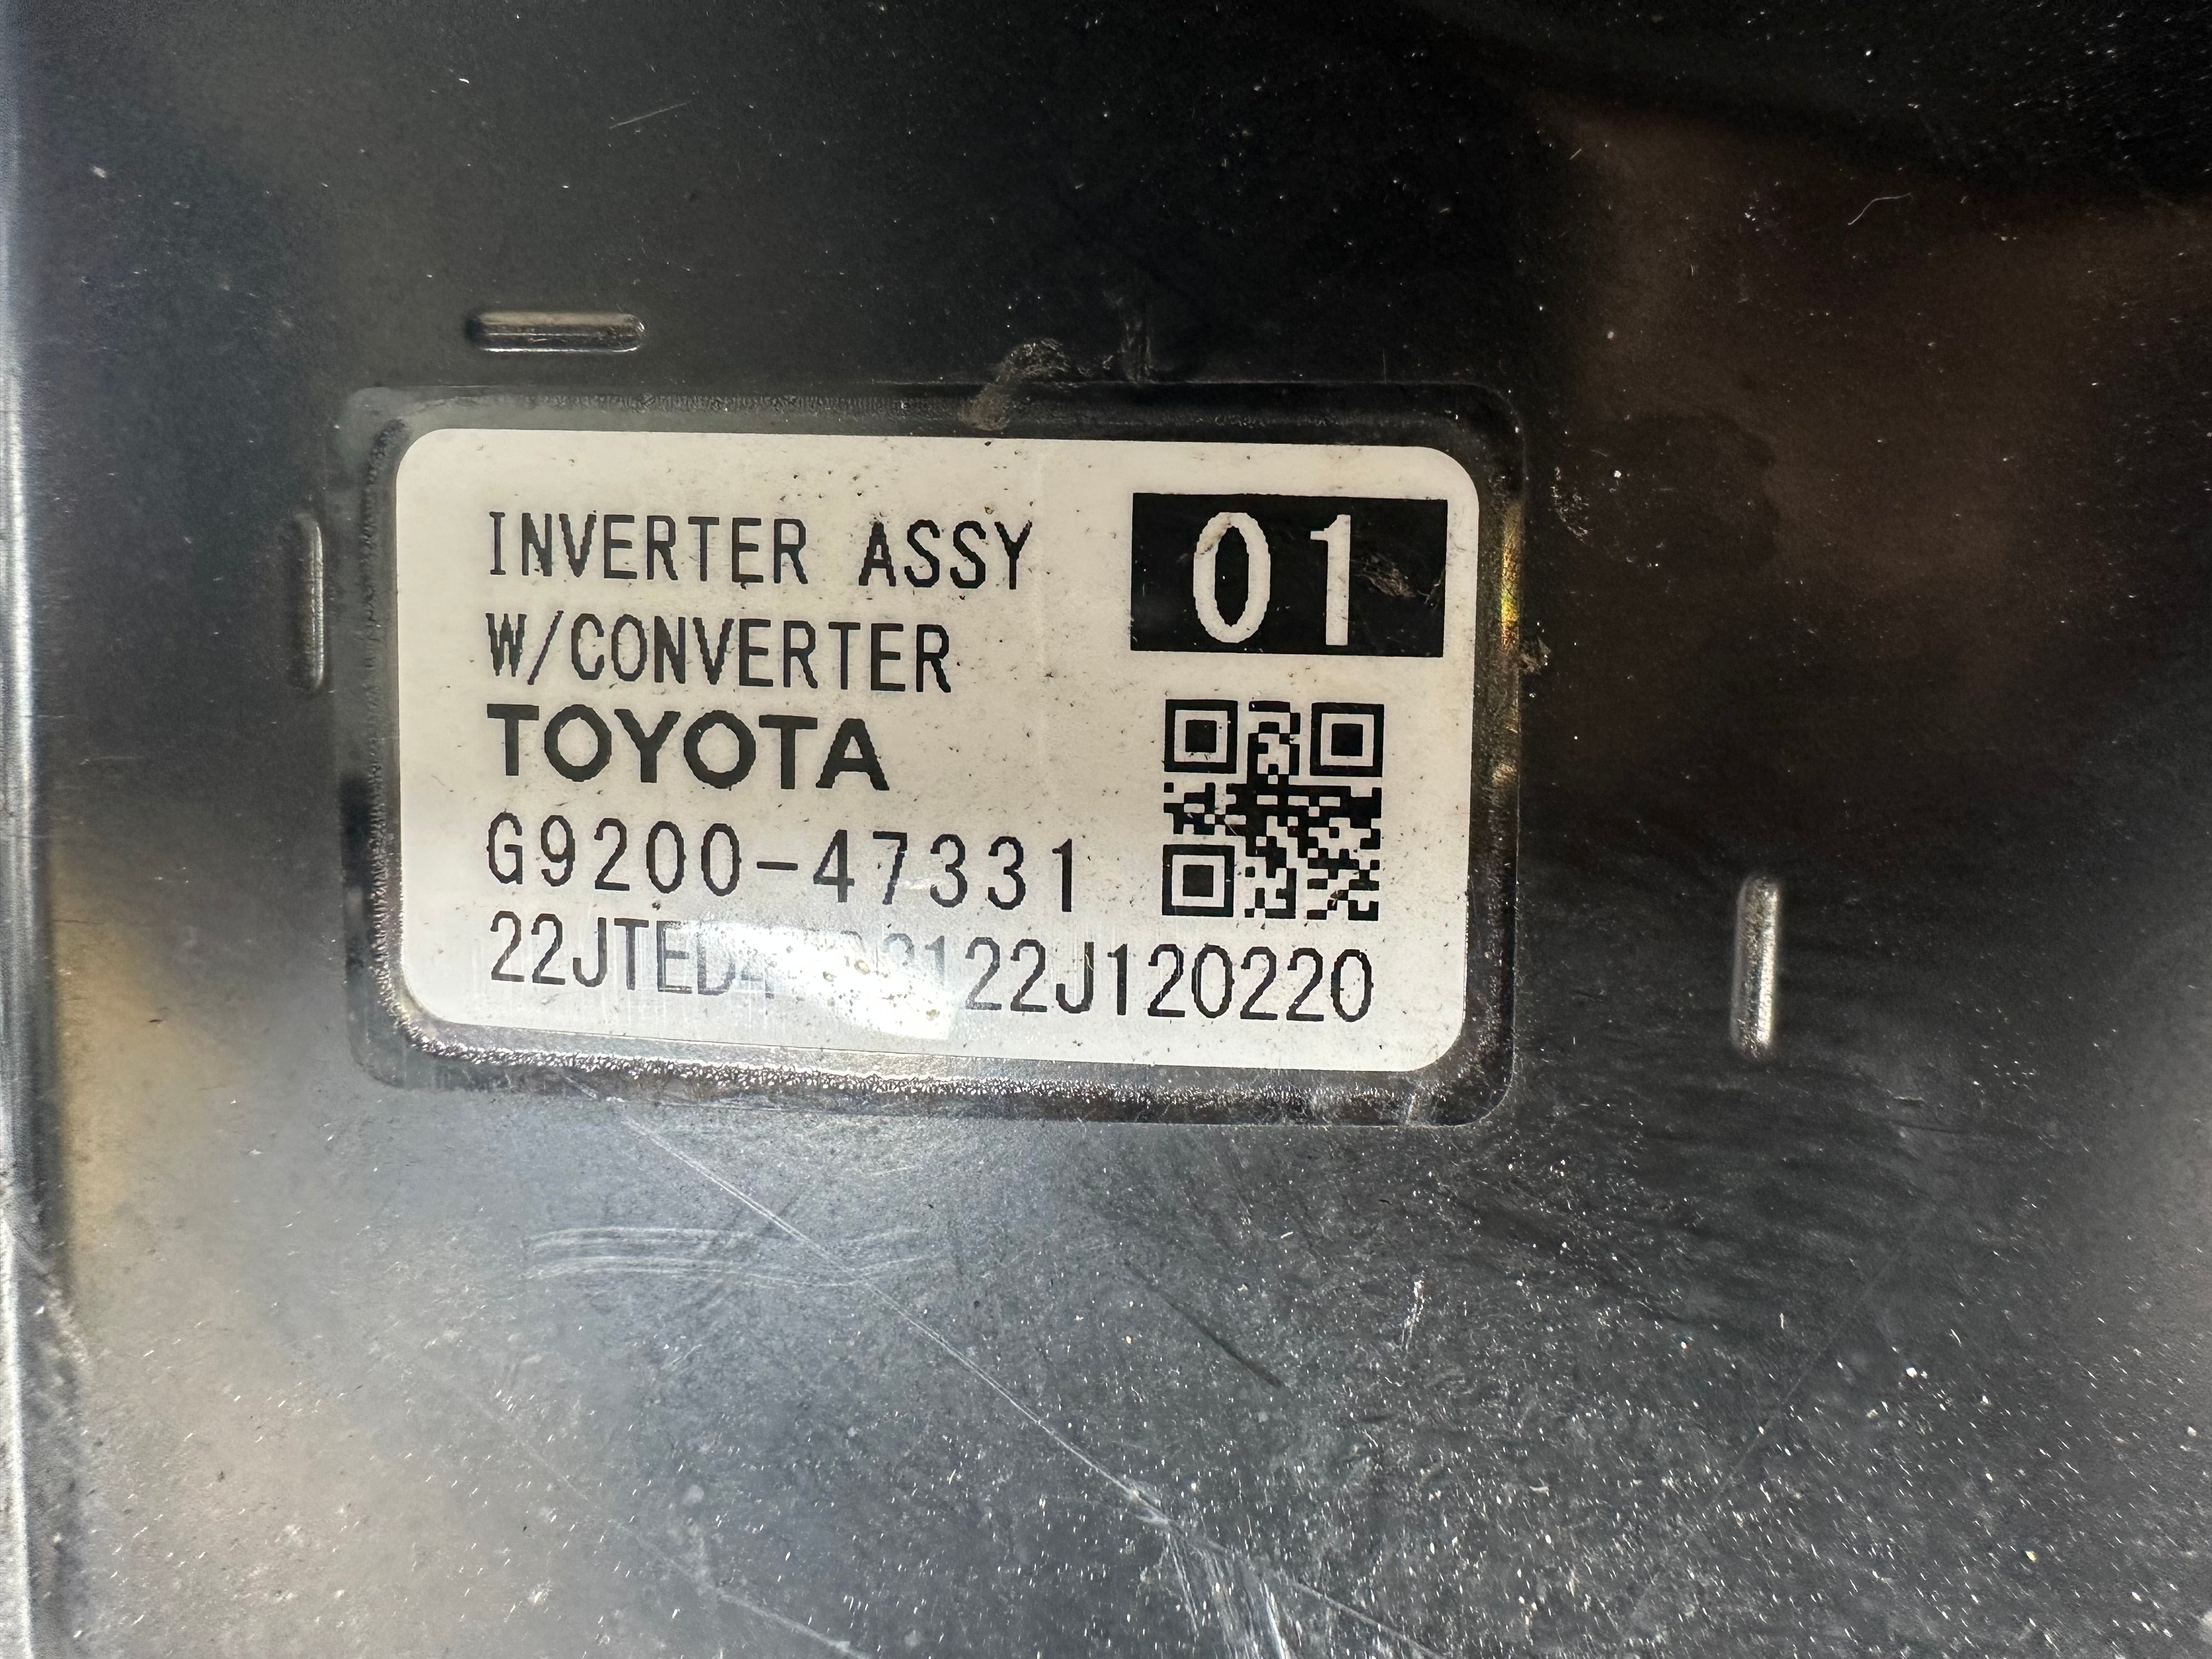 INVERTER ASSY
01
W/CONVERTER
TOYOTA
G9200-47331